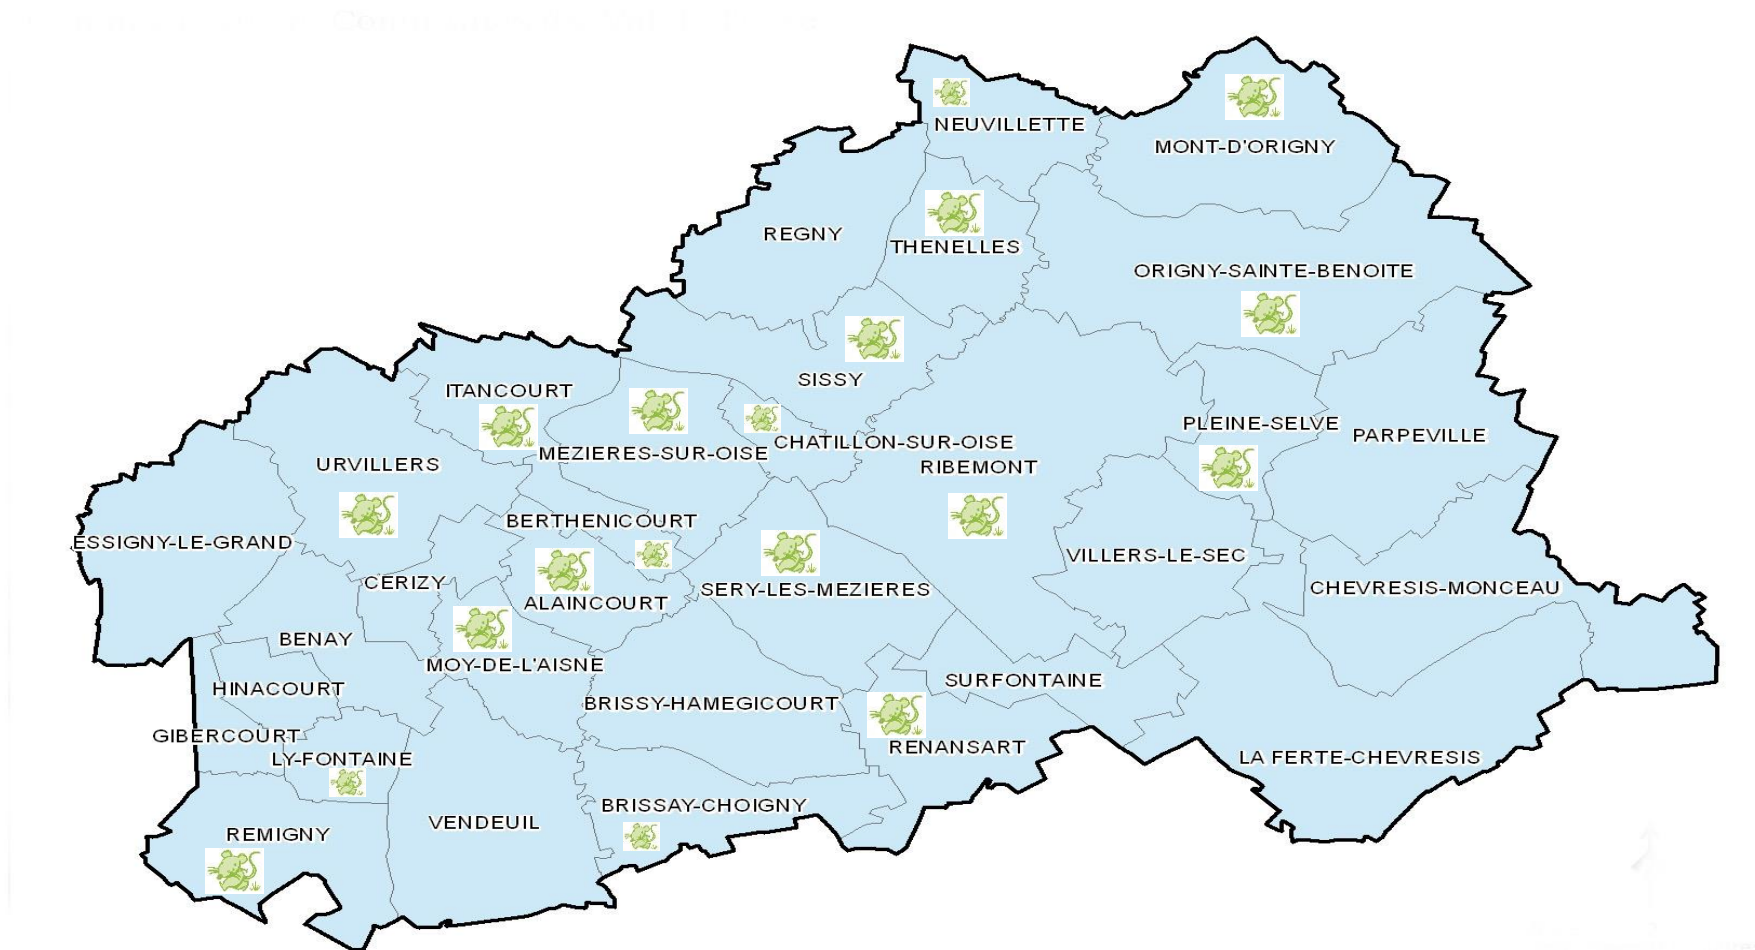 NEUVILLETTE
MONT-D'ORIGNY
REGNY
THENELLES
ORIGNY-SAINTE-BENOITE
SISSY
ITANCOURT
PLEINE-SELVE
PARPEVILLE
CHATILLON-SUR-OISE
MEZIERES-SUR-OISE
URVILLERS
RIBEMONT
BERTHENICOURT
ESSIGNY-LE-GRAND
VILLERS-LE-SEC
CERIZY
CHEVRESIS-MONCEAU
SERY-LES-MEZIERES
ALAINCOURT
BENAY
MOY-DE-L'AISNE
SURFONTAINE
HINACOURT
BRISSY-HAMEGICOURT
GIBERCOURT
RENANSART
LY-FONTAINE
LA FERTE-CHEVRESIS
BRISSAY-CHOIGNY
VENDEUIL
REMIGNY